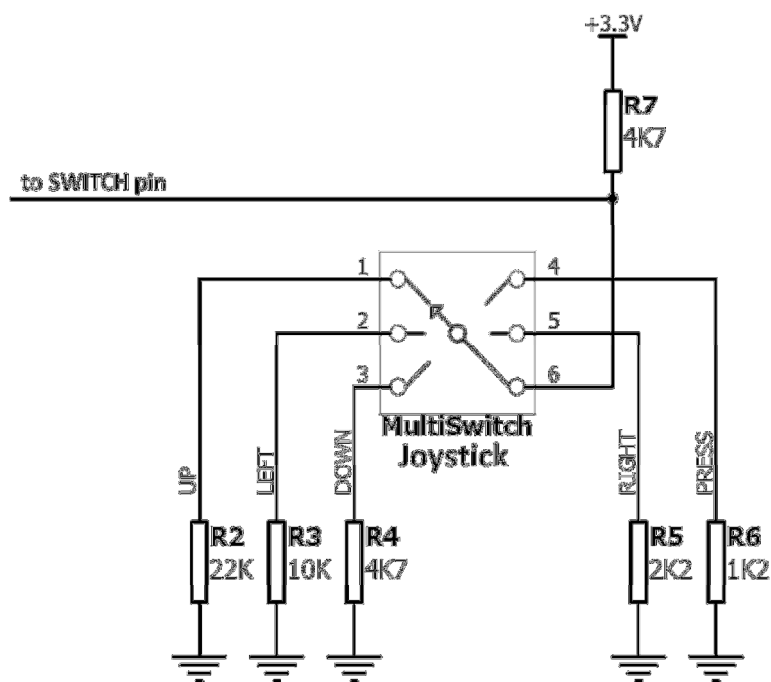 +3.3V
R7
4K7
to SWITCH pin
1
4
2
5
3
6
MultiSwitch
Joystick
UP
LEFT
DOWN
RIGHT
PRESS
R2
22K
R3
10K
R4
4K7
R5
2K2
R6
1K2